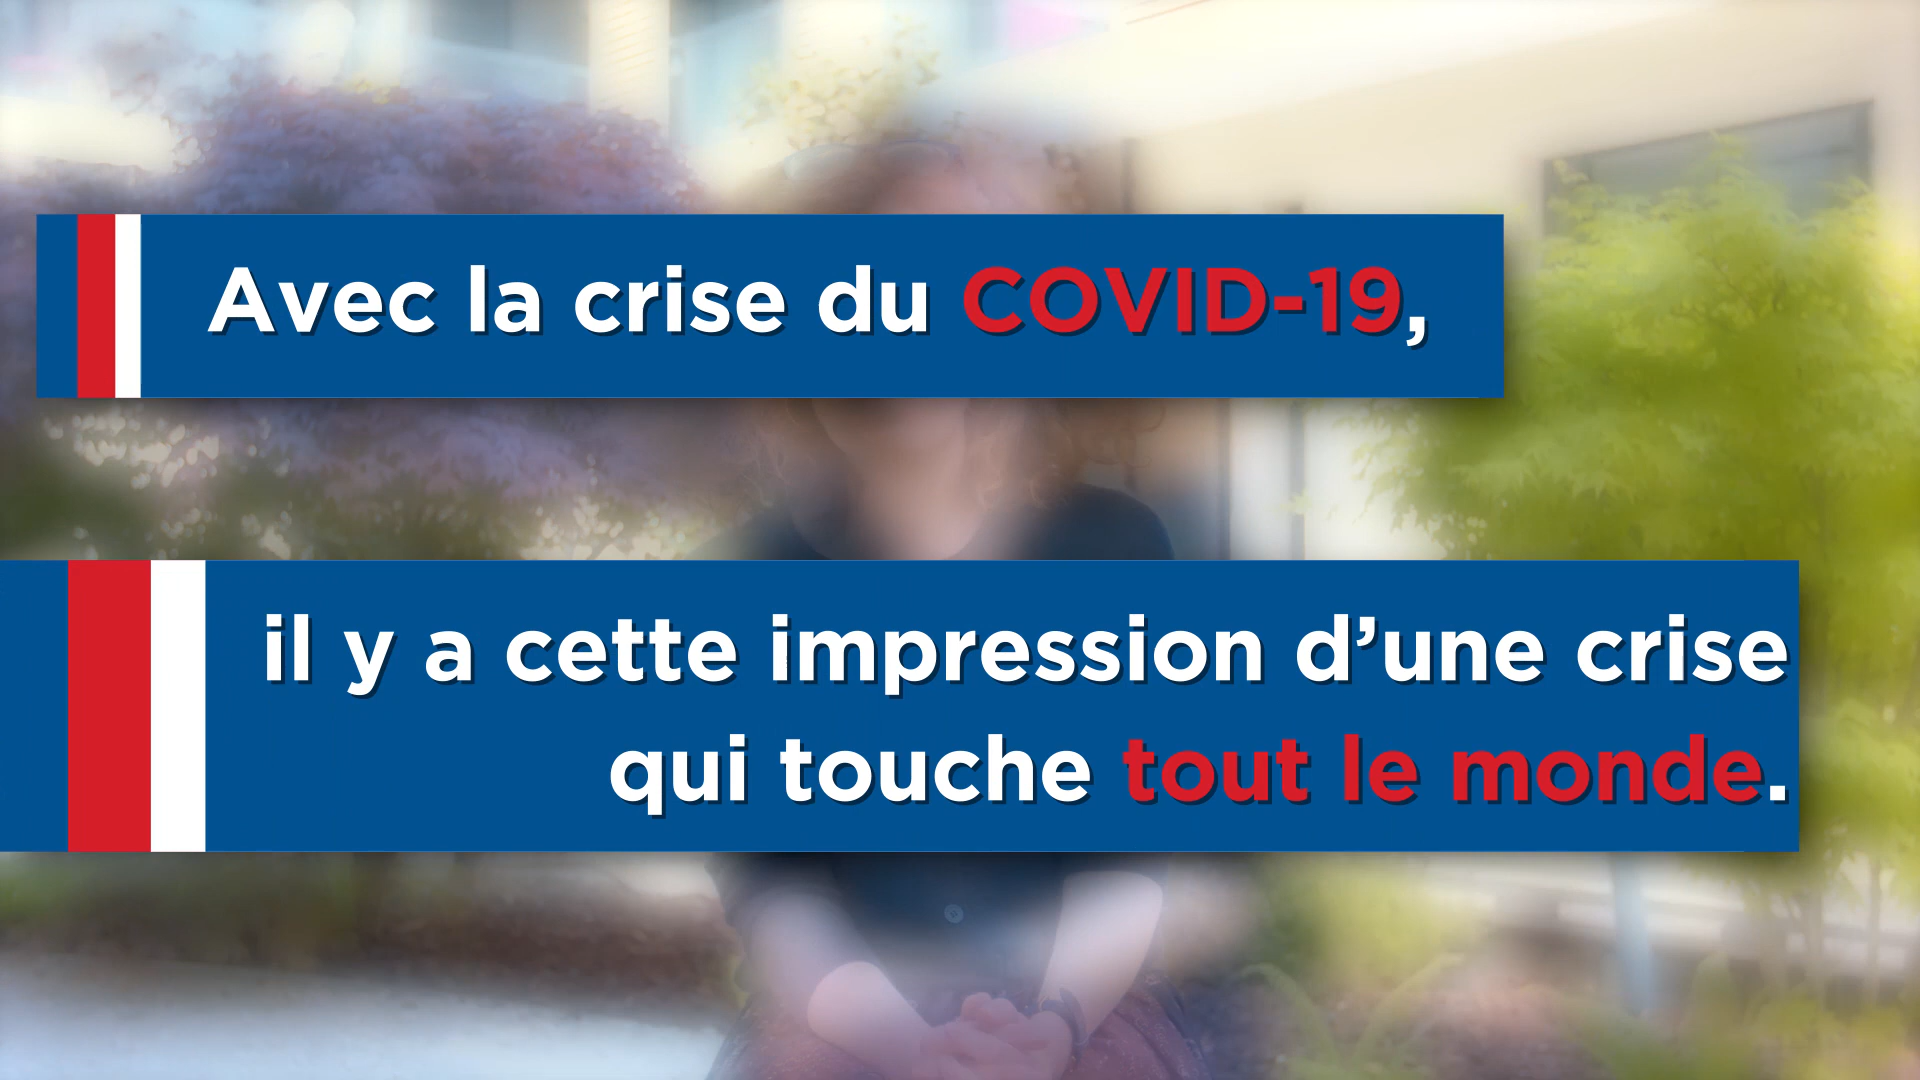 Avec la crise du COVID-19,
il y a cette impression d’une crise
qui touche tout le monde.